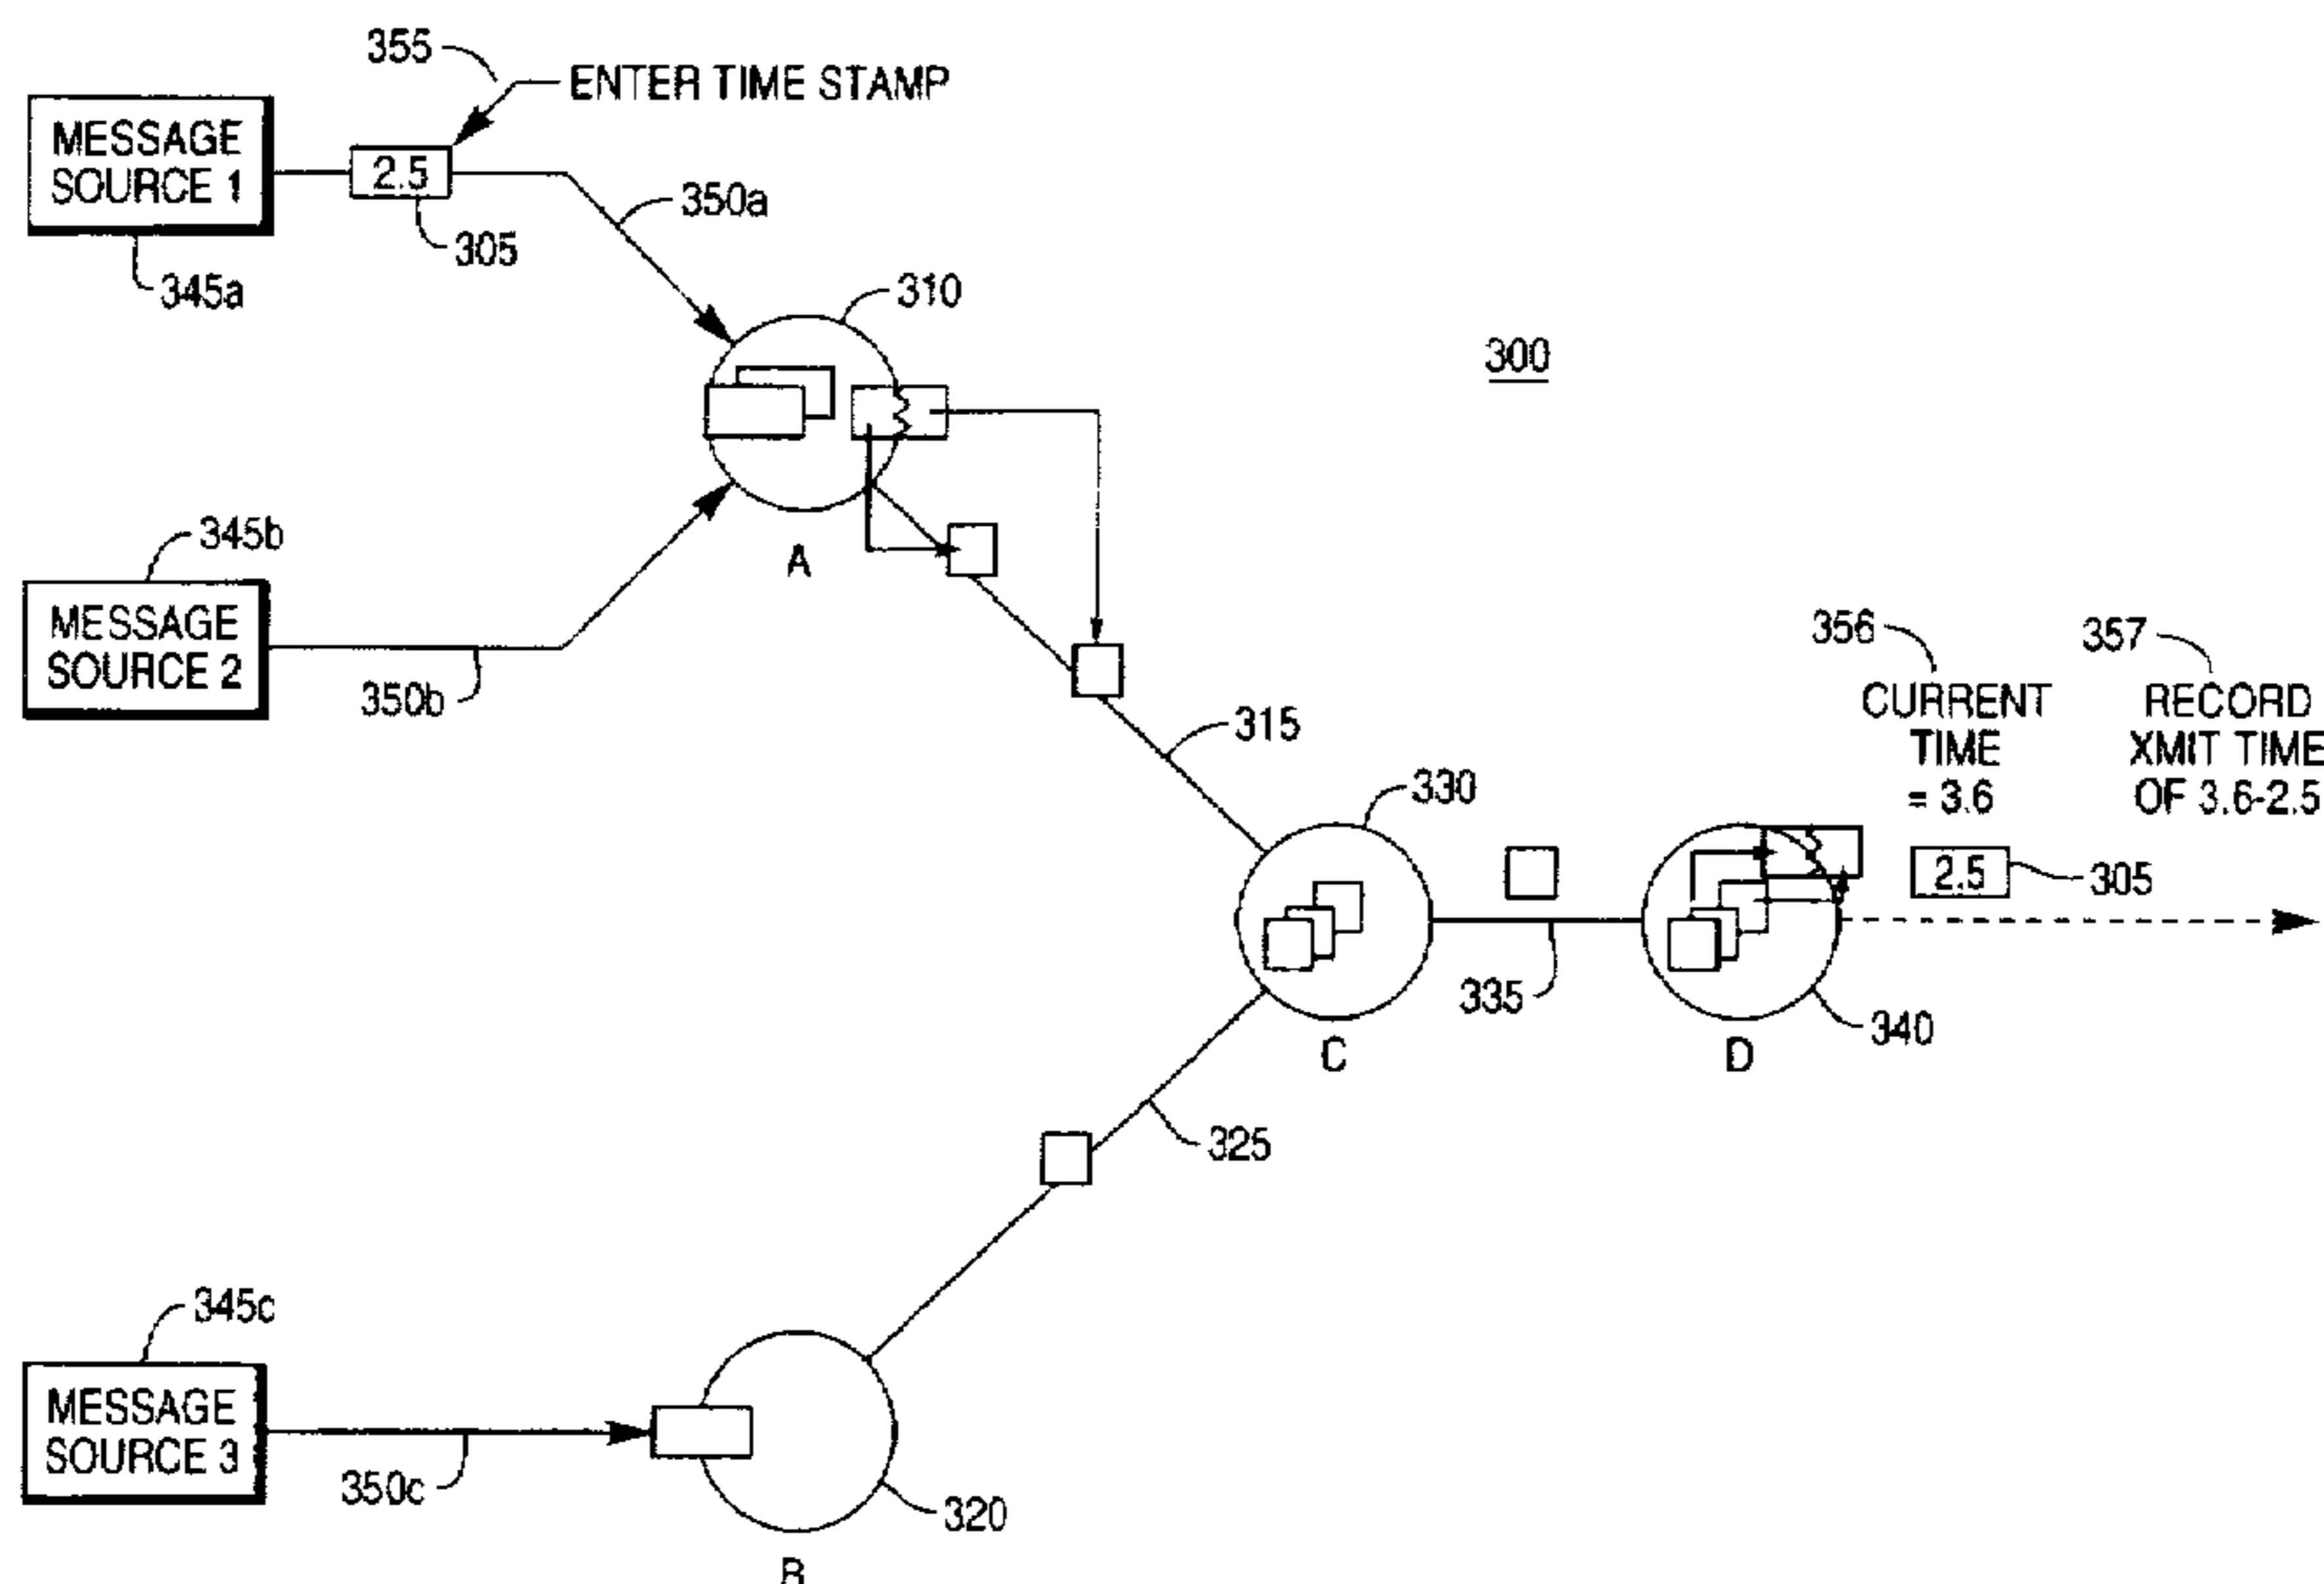 355
ENTER TIME STAMP
MESSAGE
SOURCE 1
2.5
350a
305
345a
310
300
345b
A
MESSAGE
SOURCE 2
350b
356
357
CURRENT
TIME
= 3.6
RECORD
XMIT TIME
OF 3.6-2.5
315
330
2.5
305
335
340
C
D
325
345c
MESSAGE
SOURCE 3
350c
320
B